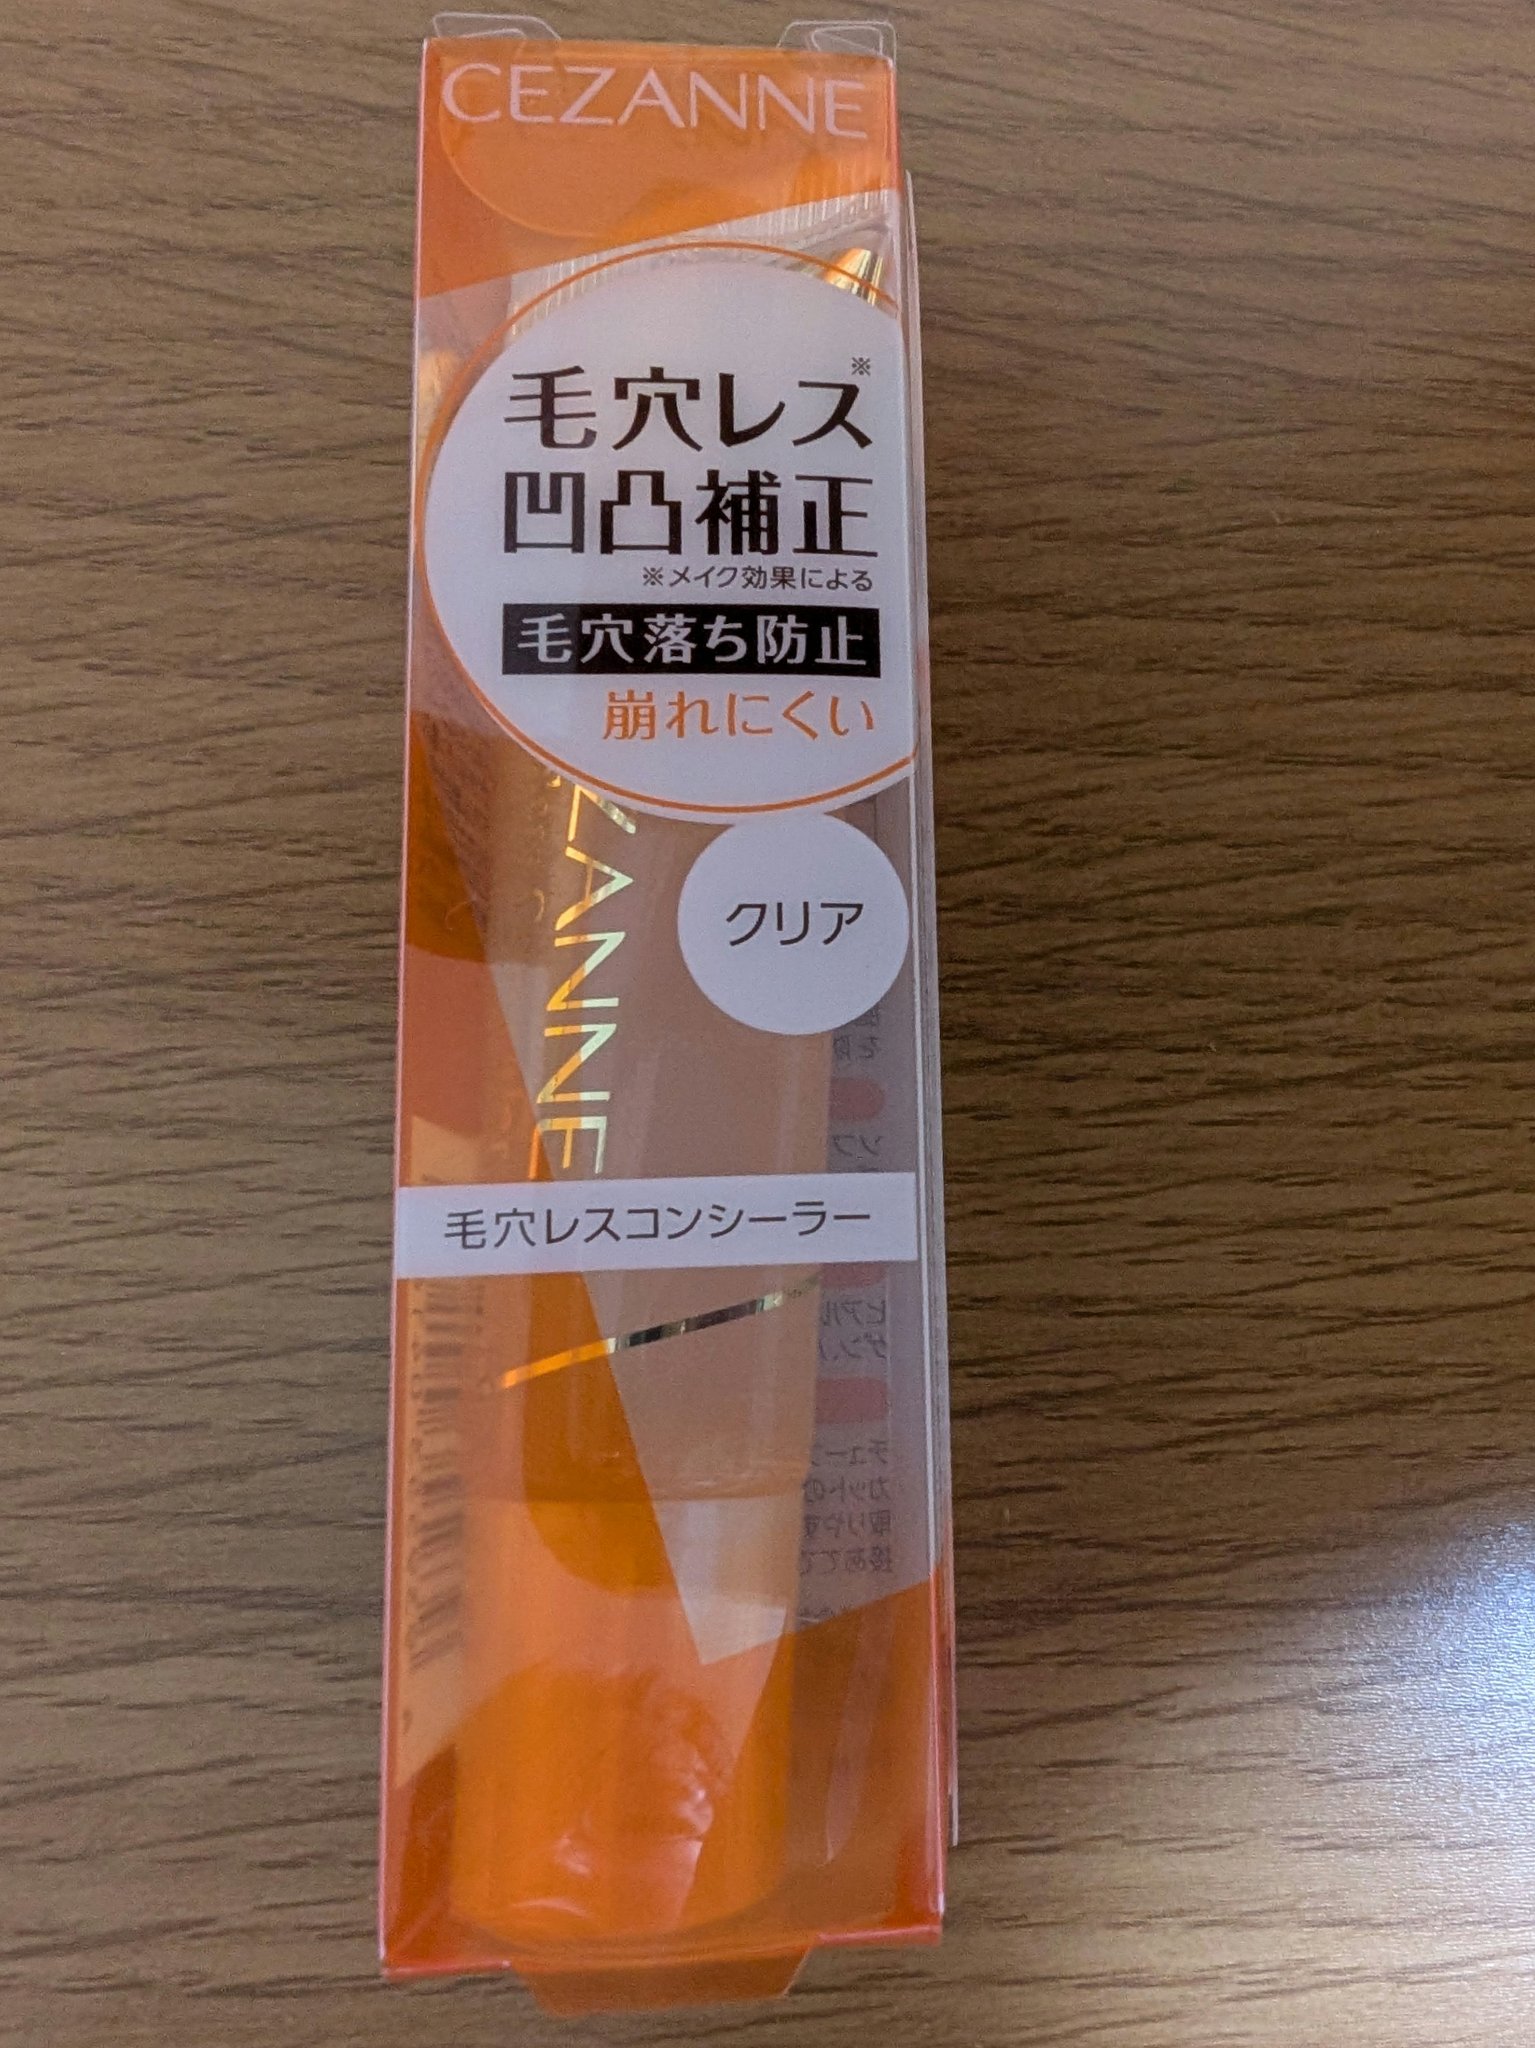 CEZANNE
毛穴レス※
凹凸補正
※メイク効果による
毛穴落ち防止
崩れにくい
ZANNE
クリア
毛穴レスコンシーラー